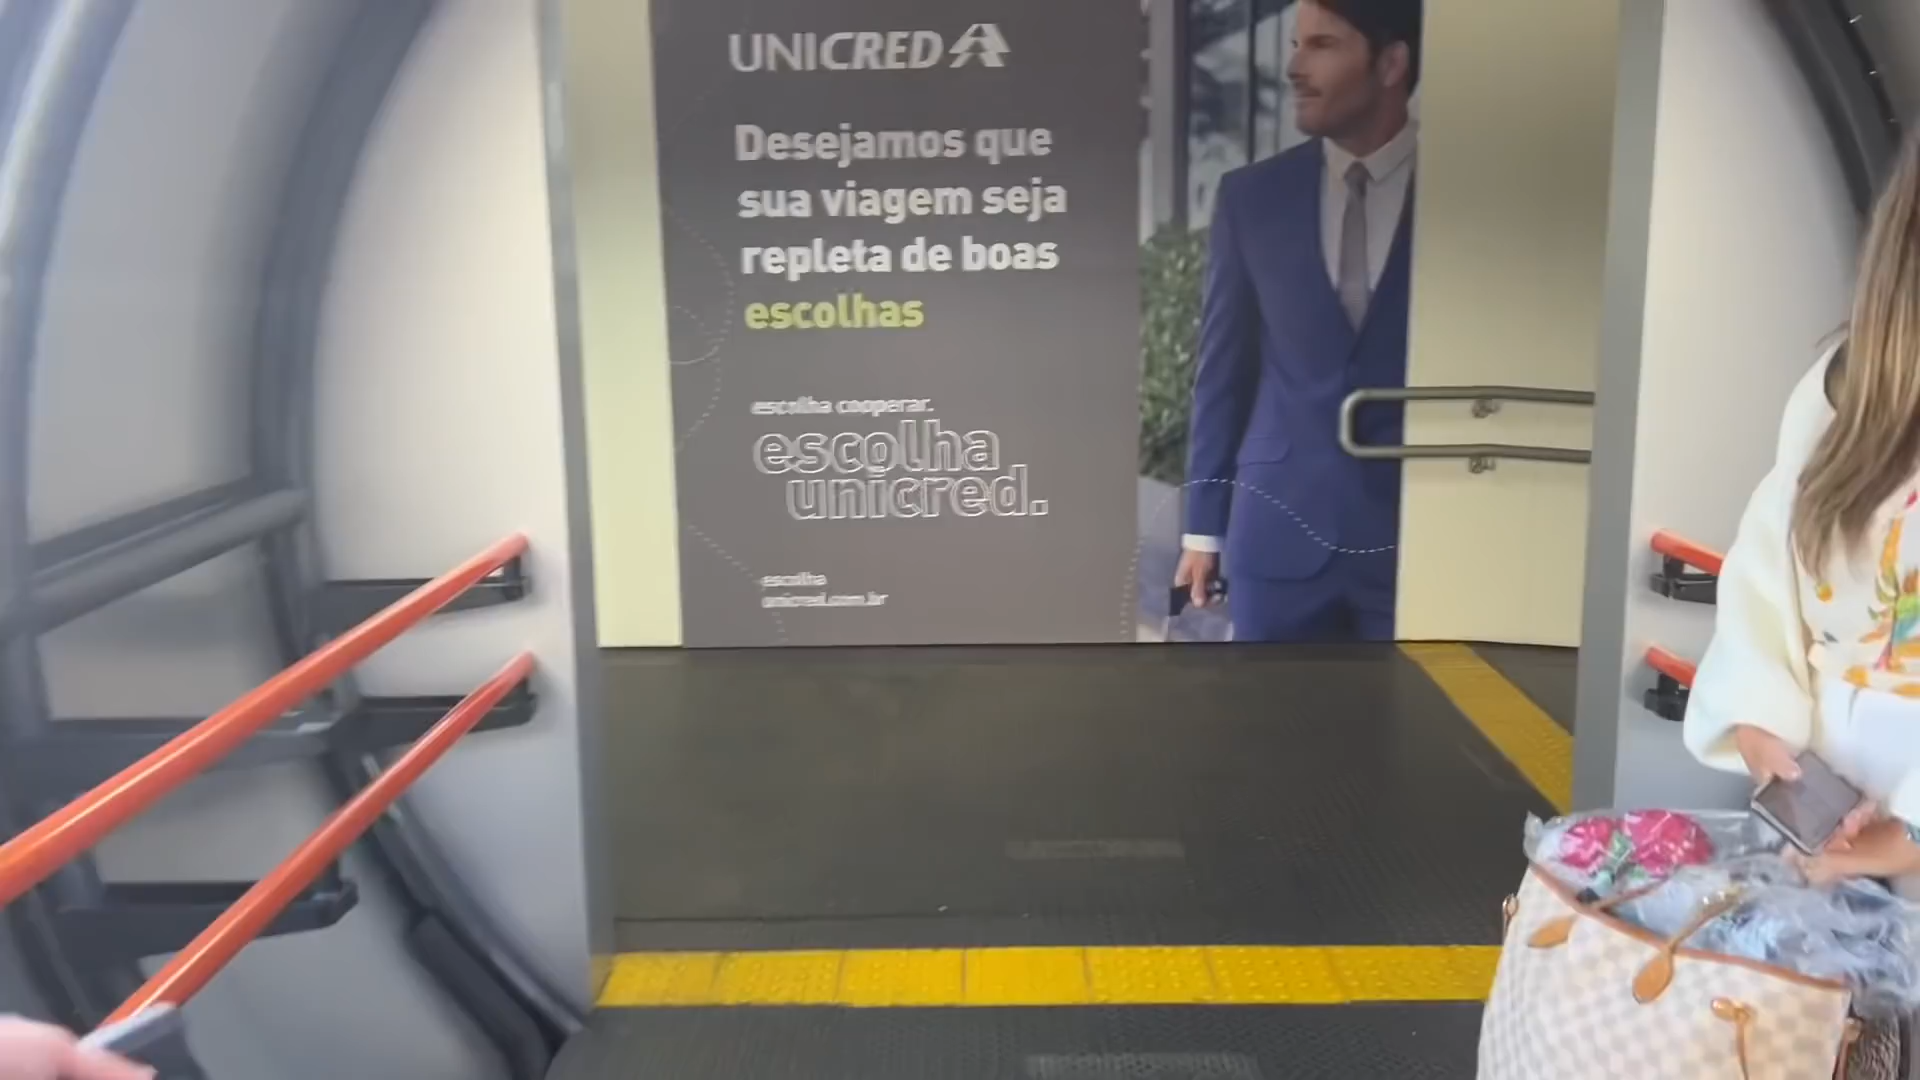 UNICRED
Desejamos que
sua viagem seja
repleta de boas
escolhas
escolha cooperar.
escolha
unicred.
escolha
unicred.com.br